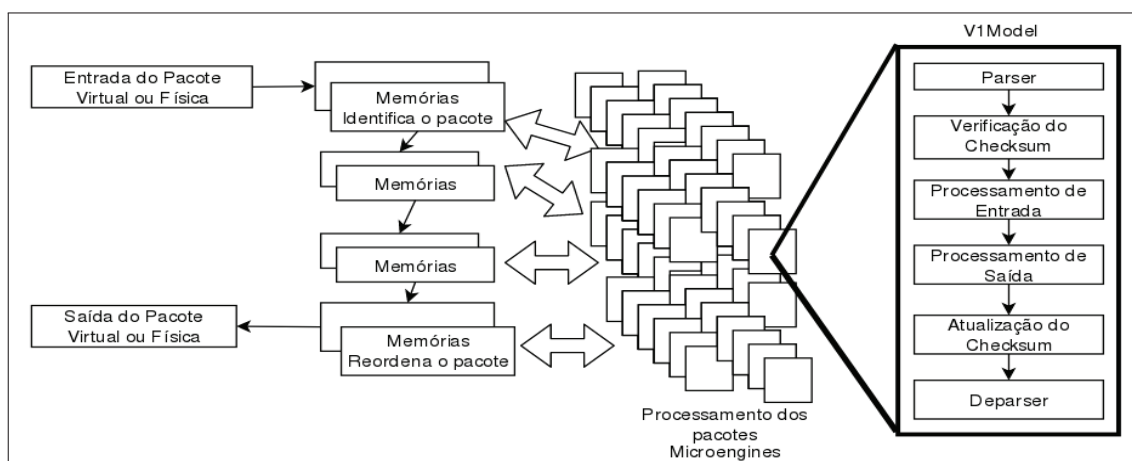 Entrada do Pacote
Virtual ou Física
Memórias
Identifica o pacote
Memórias
Memórias
Saída do Pacote
Virtual ou Física
Memórias
Reordena o pacote
Processamento dos
pacotes
Microengines
V1Model
Parser
Verificação do
Checksum
Processamento de
Entrada
Processamento de
Saída
Atualização do
Checksum
Deparser